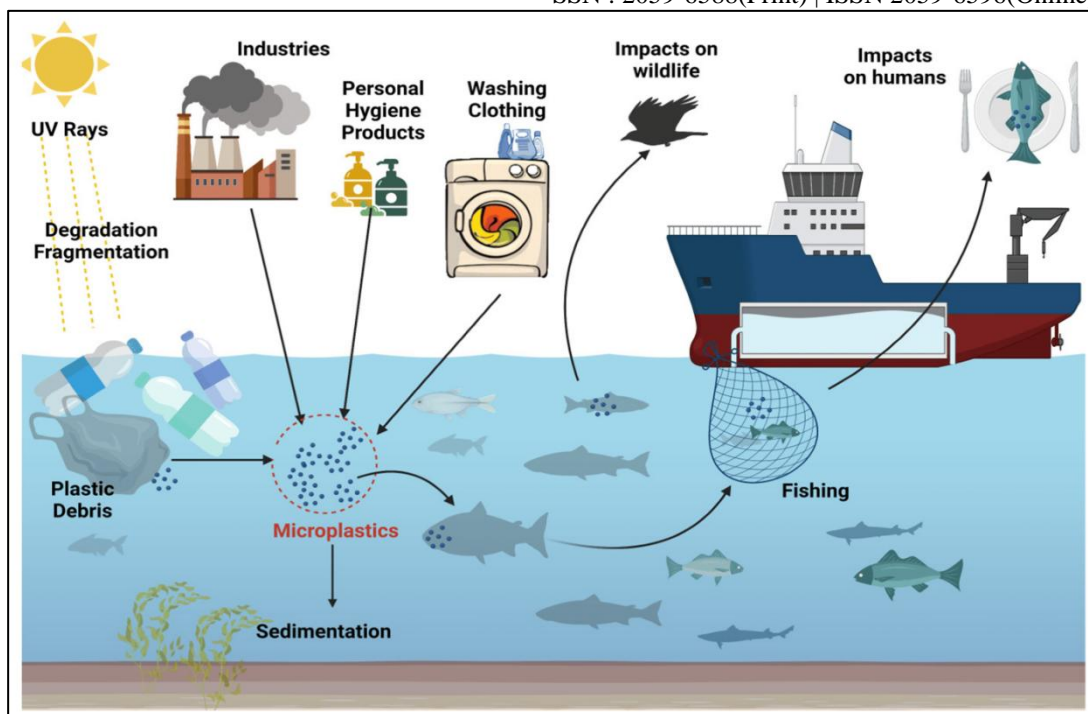 UV Rays
Degradation
Fragmentation
Industries
Personal
Hygiene
Products
Washing
Clothing
Impacts on
wildlife
Impacts
on humans
Plastic
Debris
Microplastics
Sedimentation
Fishing